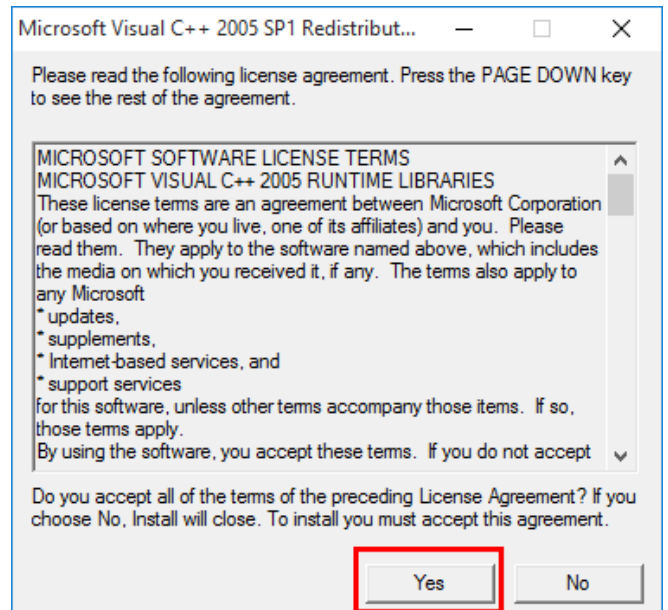 Microsoft Visual C++ 2005 SP1 Redistribut...
Please read the following license agreement. Press the PAGE DOWN key
to see the rest of the agreement.
MICROSOFT SOFTWARE LICENSE TERMS
MICROSOFT VISUAL C++ 2005 RUNTIME LIBRARIES
These license terms are an agreement between Microsoft Corporation
(or based on where you live, one of its affiliates) and you.  Please
read them.  They apply to the software named above, which includes
the media on which you received it, if any.  The terms also apply to
any Microsoft
* updates,
* supplements,
* Internet-based services, and
* support services
for this software, unless other terms accompany those items.  If so,
those terms apply.
By using the software, you accept these terms.  If you do not accept
Do you accept all of the terms of the preceding License Agreement? If you
choose No, Install will close. To install you must accept this agreement.
Yes No